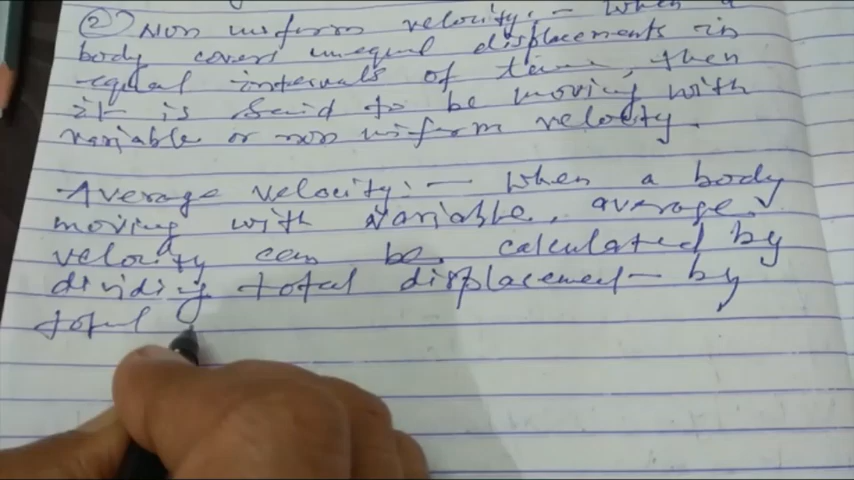 ② Non uniform velocity:- When a
body covers unequal displacements in
equal intervals of time, then
it is said to be moving with
variable or non uniform velocity.
Average velocity:- When a body
moving with variable, average
velocity can be calculated by
dividing total displacement by
total